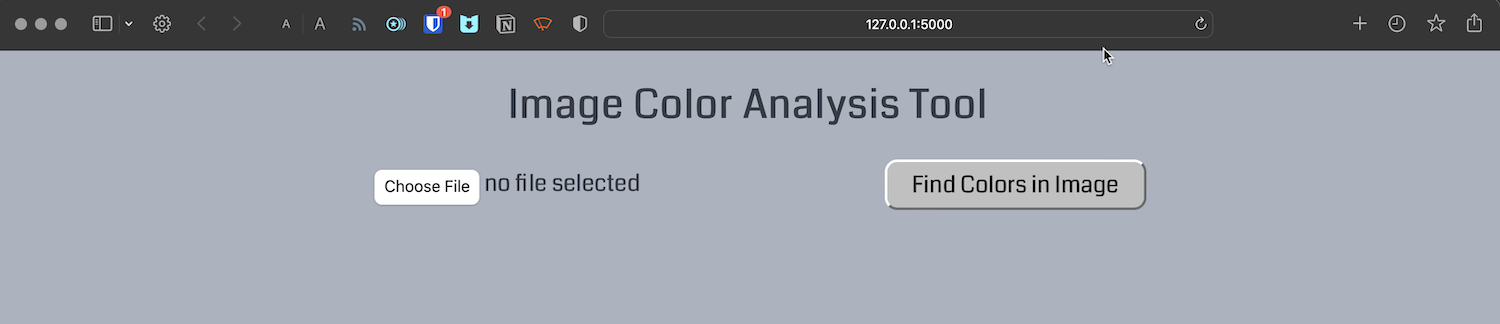 A A 1 127.0.0.1:5000
Image Color Analysis Tool
Choose File no file selected Find Colors in Image